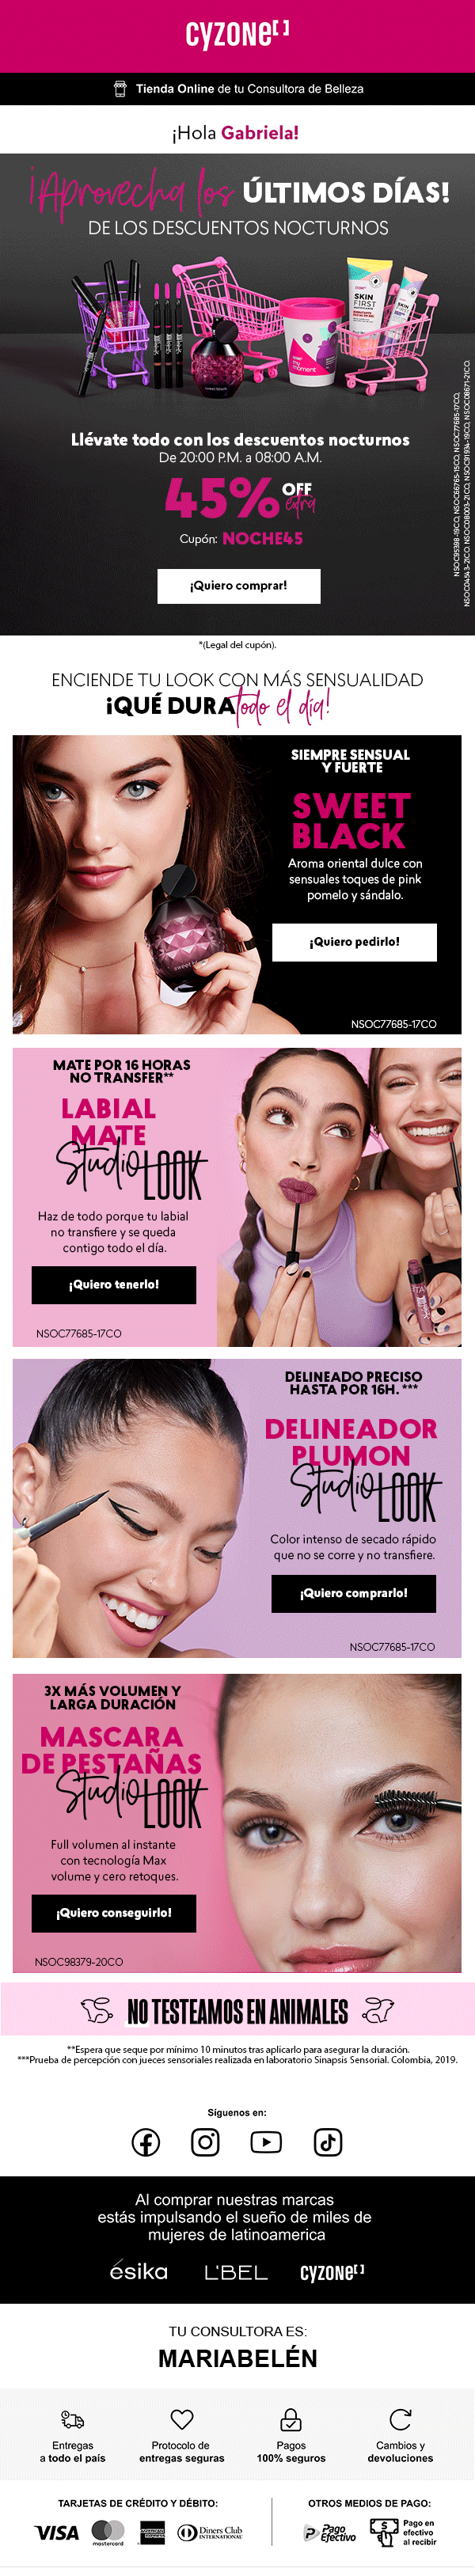 cyzone
Tienda Online de tu Consultora de Belleza
¡Hola Gabriela!
¡Aprovecha los ÚLTIMOS DÍAS!
DE LOS DESCUENTOS NOCTURNOS
SKIN
FIRST
my
moment
Llévate todo con los descuentos nocturnos
De 20:00 P.M. a 08:00 A.M.
45% OFF
extra
Cupón: NOCHE45
¡Quiero comprar!
*(Legal del cupón).
ENCIENDE TU LOOK CON MÁS SENSUALIDAD
¡QUÉ DURA todo el día!
SIEMPRE SENSUAL
Y FUERTE
SWEET
BLACK
Aroma oriental dulce con
sensuales toques de pink
pomelo y sándalo.
¡Quiero pedirlo!
NSOC77685-17CO
MATE POR 16 HORAS
NO TRANSFER**
LABIAL
MATE
Studio
LOOK
Haz de todo porque tu labial
no transfiere y se queda
contigo todo el día.
¡Quiero tenerlo!
NSOC77685-17CO
DELINEADO PRECISO
HASTA POR 16H. ***
DELINEADOR
PLUMON
Studio
LOOK
Color intenso de secado rápido
que no se corre y no transfiere.
¡Quiero comprarlo!
NSOC77685-17CO
3X MÁS VOLUMEN Y
LARGA DURACIÓN
MASCARA
DE PESTAÑAS
Studio
LOOK
Full volumen al instante
con tecnología Max
volume y cero retoques.
¡Quiero conseguirlo!
NSOC98379-20CO
NO TESTEAMOS EN ANIMALES
**Espera que seque por mínimo 10 minutos tras aplicarlo para asegurar la duración.
***Prueba de percepción con jueces sensoriales realizada en laboratorio Sinapsis Sensorial. Colombia, 2019.
Síguenos en:
Al comprar nuestras marcas
estás impulsando el sueño de miles de
mujeres de latinoamerica
ésika L'BEL cyzone
TU CONSULTORA ES:
MARIABELÉN
Entregas
a todo el país
Protocolo de
entregas seguras
Pagos
100% seguros
Cambios y
devoluciones
TARJETAS DE CRÉDITO Y DÉBITO:
VISA mastercard AMERICAN EXPRESS Diners Club INTERNATIONAL
OTROS MEDIOS DE PAGO:
Pago Efectivo
Pago en
efectivo
al recibir